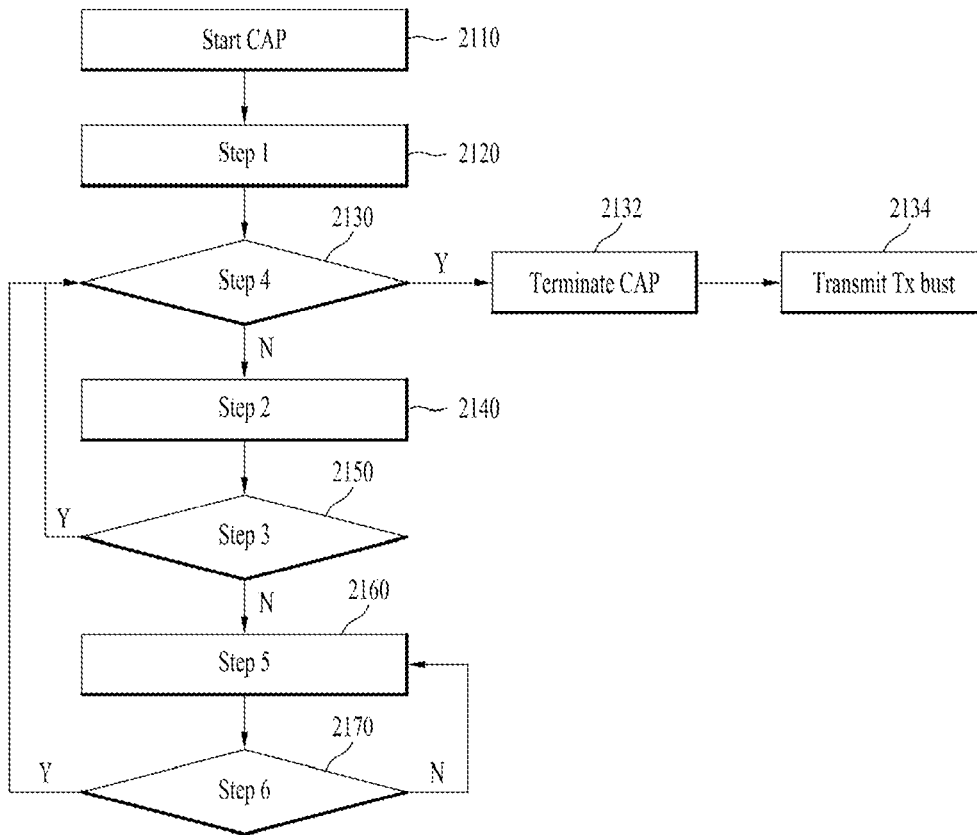 Start CAP
2110
Step 1
2120
2130
Step 4
Y
N
2132
Terminate CAP
2134
Transmit Tx bust
Step 2
2140
2150
Step 3
Y
N
2160
Step 5
2170
Step 6
Y
N